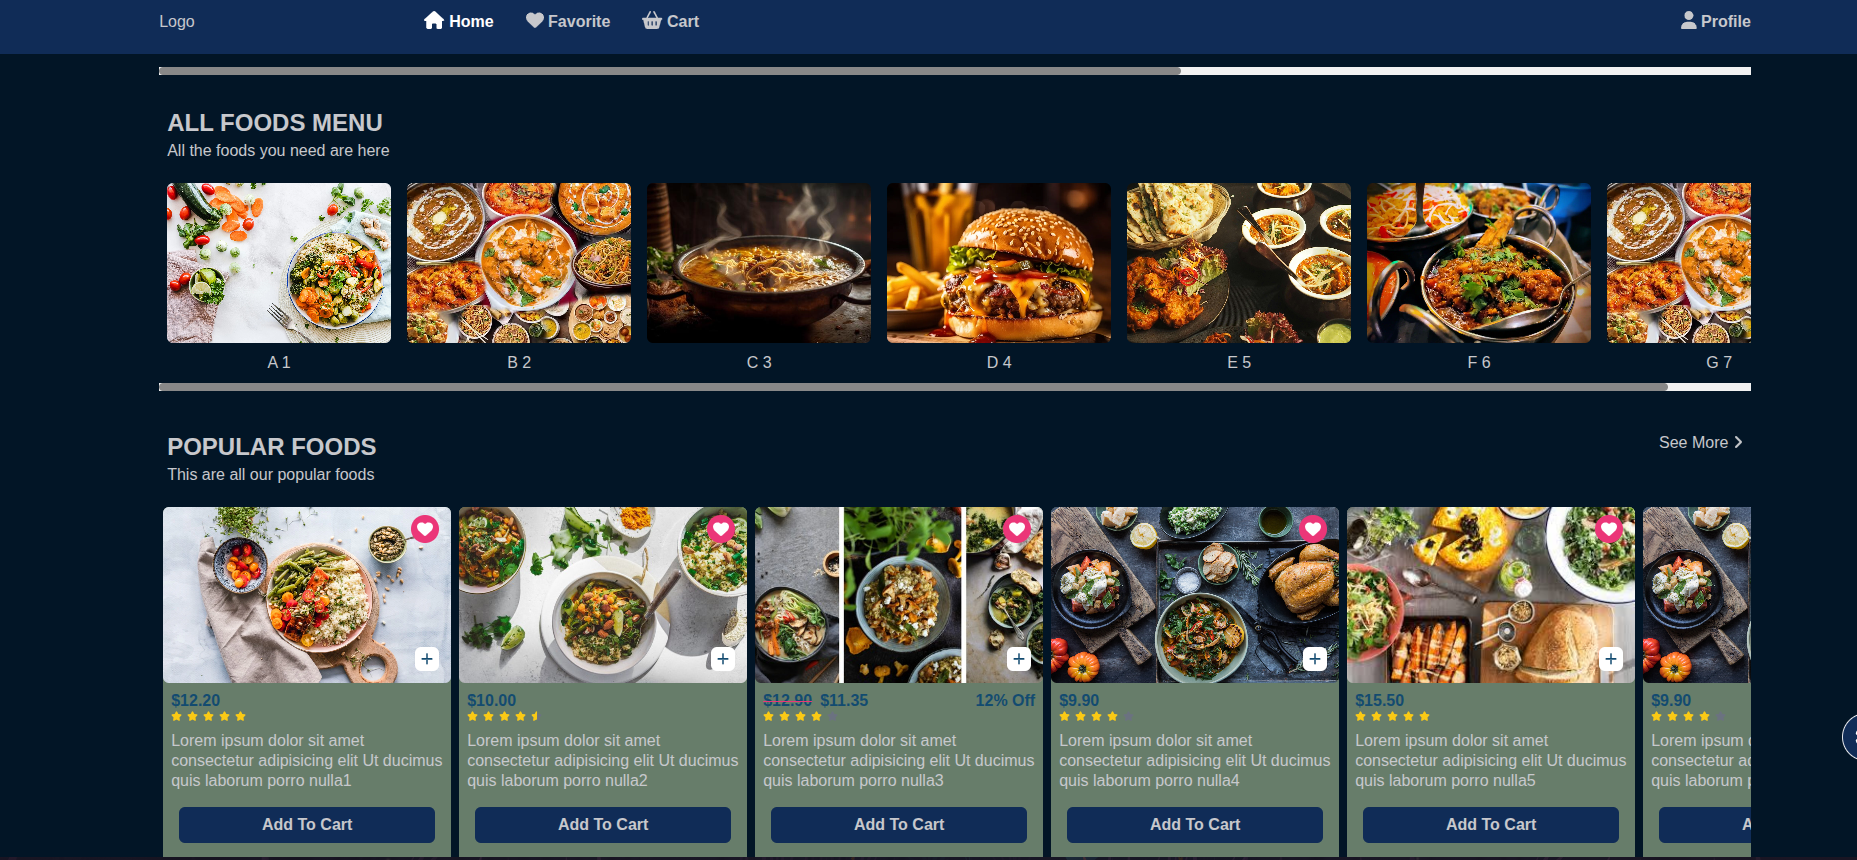 Logo
Home
Favorite
Cart
Profile
ALL FOODS MENU
All the foods you need are here
A 1
B 2
C 3
D 4
E 5
F 6
G 7
POPULAR FOODS
This are all our popular foods
See More
$12.20
Lorem ipsum dolor sit amet
consectetur adipisicing elit Ut ducimus
quis laborum porro nulla1
Add To Cart
$10.00
Lorem ipsum dolor sit amet
consectetur adipisicing elit Ut ducimus
quis laborum porro nulla2
Add To Cart
$12.90 $11.35 12% Off
Lorem ipsum dolor sit amet
consectetur adipisicing elit Ut ducimus
quis laborum porro nulla3
Add To Cart
$9.90
Lorem ipsum dolor sit amet
consectetur adipisicing elit Ut ducimus
quis laborum porro nulla4
Add To Cart
$15.50
Lorem ipsum dolor sit amet
consectetur adipisicing elit Ut ducimus
quis laborum porro nulla5
Add To Cart
$9.90
Lorem ipsum
consectetur
quis laborum